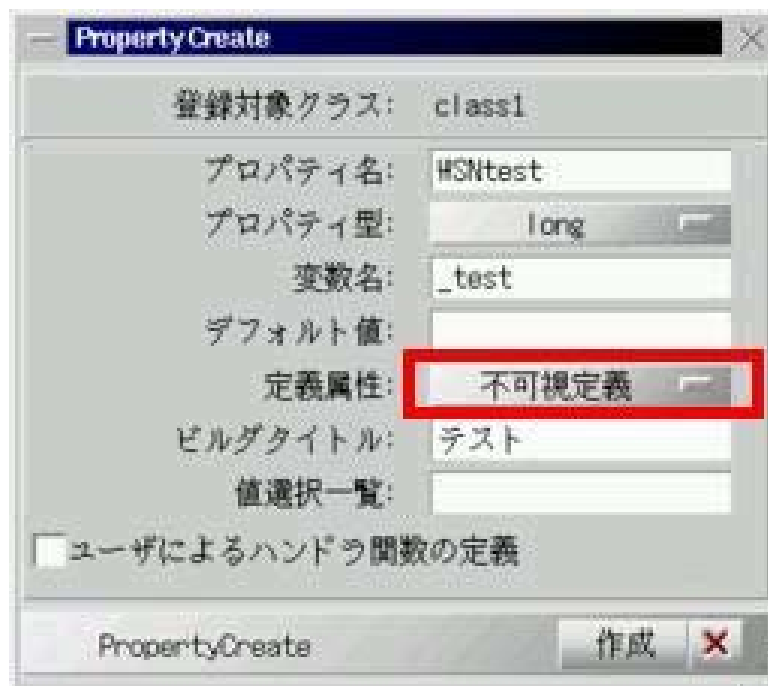 PropertyCreate
登録対象クラス: class1
プロパティ名: WSNtest
プロパティ型: long
変数名: _test
デフォルト値:
定義属性: 不可視定義
ビルダタイトル: テスト
値選択一覧:
ユーザによるハンドラ関数の定義
PropertyCreate 作成